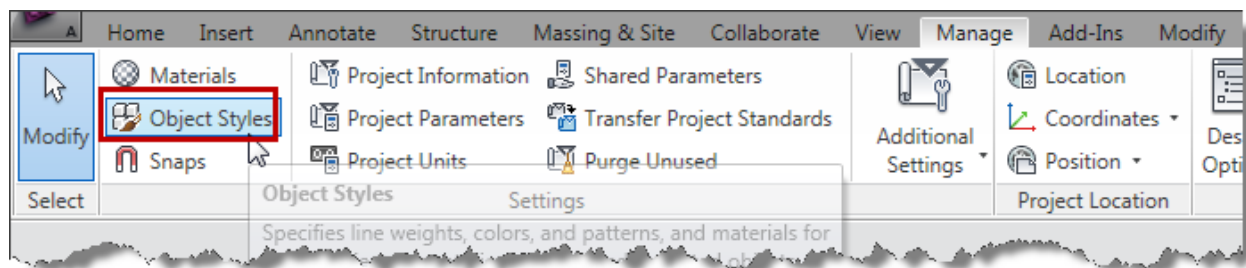 A
Home Insert Annotate Structure Massing & Site Collaborate View Manage Add-Ins Modify
Materials Project Information Shared Parameters Location
Object Styles Project Parameters Transfer Project Standards Coordinates
Modify Additional Settings
Snaps Project Units Purge Unused Position
Select Settings Project Location
Object Styles
Specifies line weights, colors, and patterns, and materials for